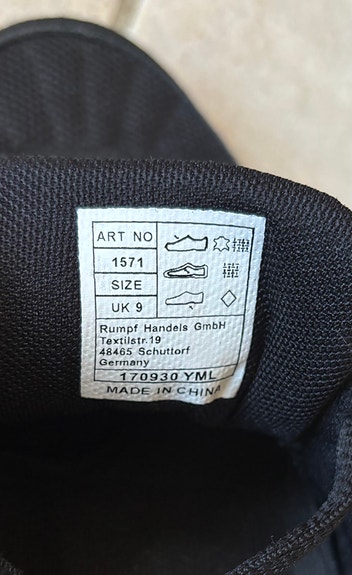 ART NO
1571
SIZE
UK 9
Rumpf Handels GmbH
Textilstr.19
48465 Schuttorf
Germany
170930 YML
MADE IN CHINA